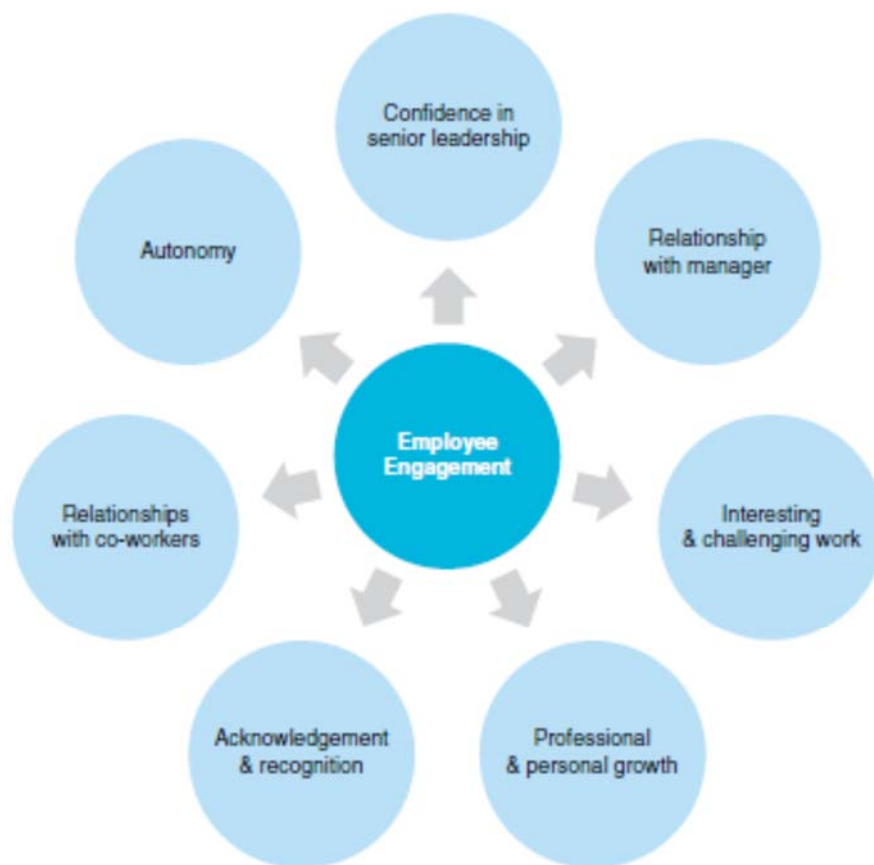 Confidence in
senior leadership
Autonomy
Relationship
with manager
Employee
Engagement
Relationships
with co-workers
Interesting
& challenging work
Acknowledgement
& recognition
Professional
& personal growth